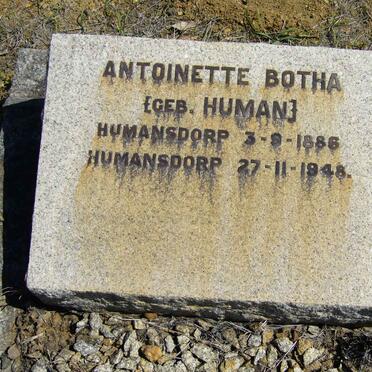 ANTOINETTE BOTHA
[GEB. HUMAN]
HUMANSDORP 3-9-1886
HUMANSDORP 27-11-1948.